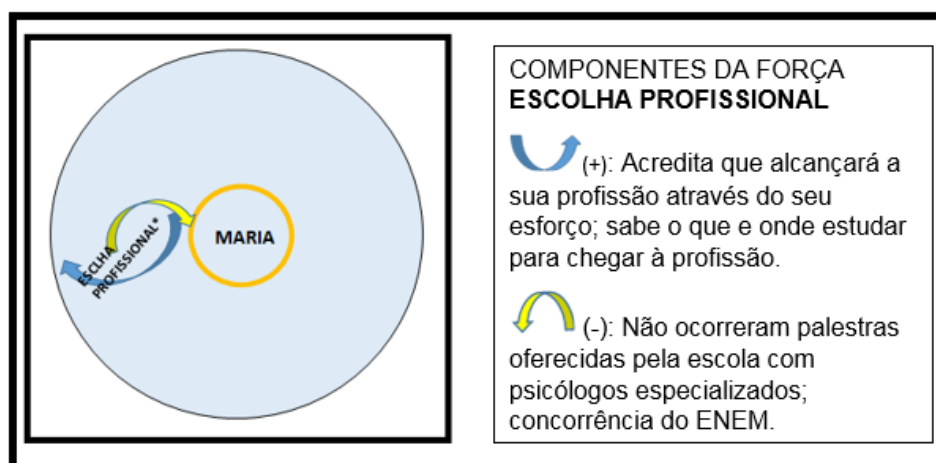 ESCLHA
PROFISSIONAL*
MARIA
COMPONENTES DA FORÇA
ESCOLHA PROFISSIONAL
(+): Acredita que alcançará a
sua profissão através do seu
esforço; sabe o que e onde estudar
para chegar à profissão.
(-): Não ocorreram palestras
oferecidas pela escola com
psicólogos especializados;
concorrência do ENEM.